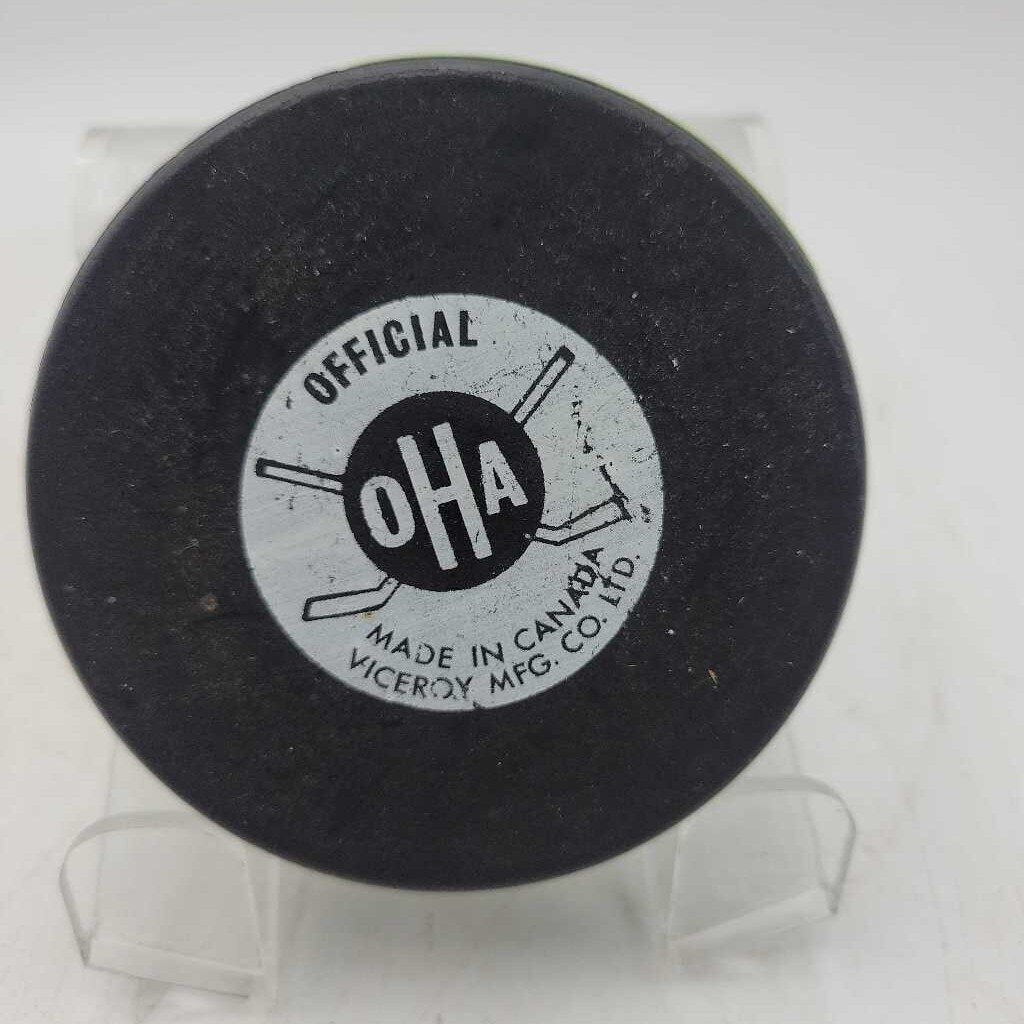 OFFICIAL
OHA
MADE IN CANADA
VICEROY MFG. CO. LTD.